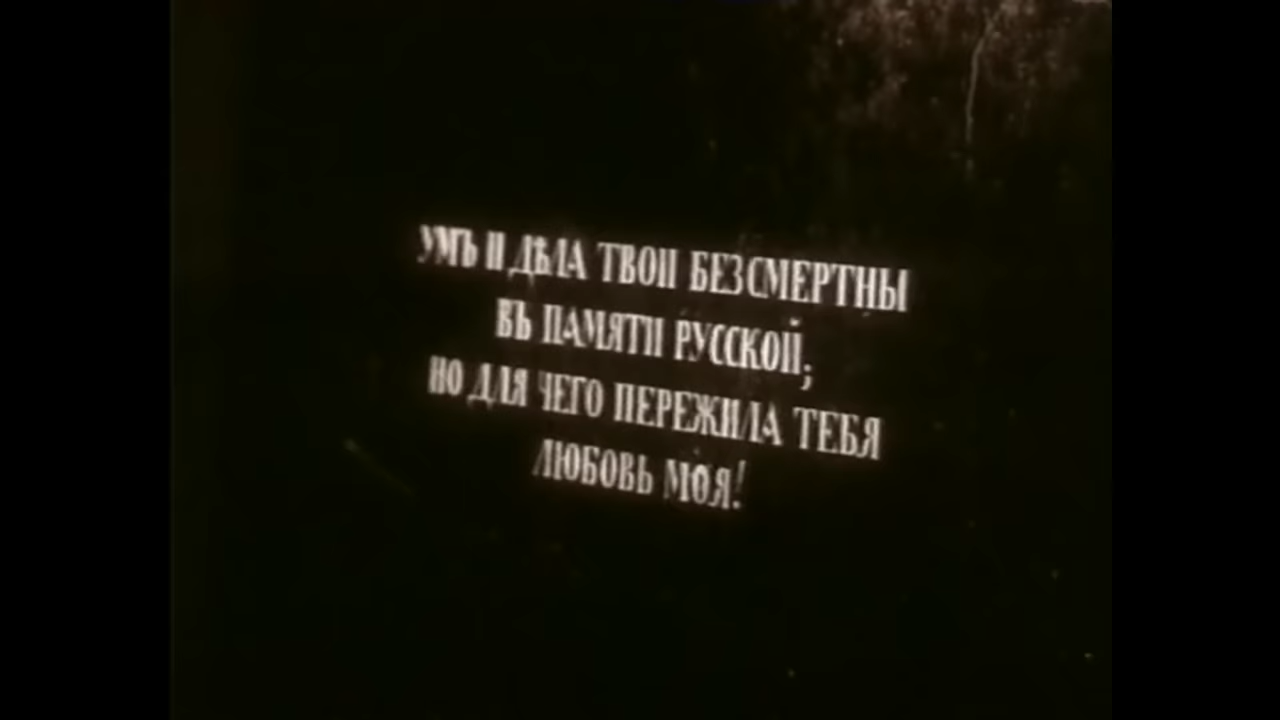 УМЪ И ДѢЛА ТВОИ БЕЗСМЕРТНЫ
ВЪ ПАМЯТИ РУССКОЙ;
НО ДЛЯ ЧЕГО ПЕРЕЖИЛА ТЕБЯ
ЛЮБОВЬ МОЯ!